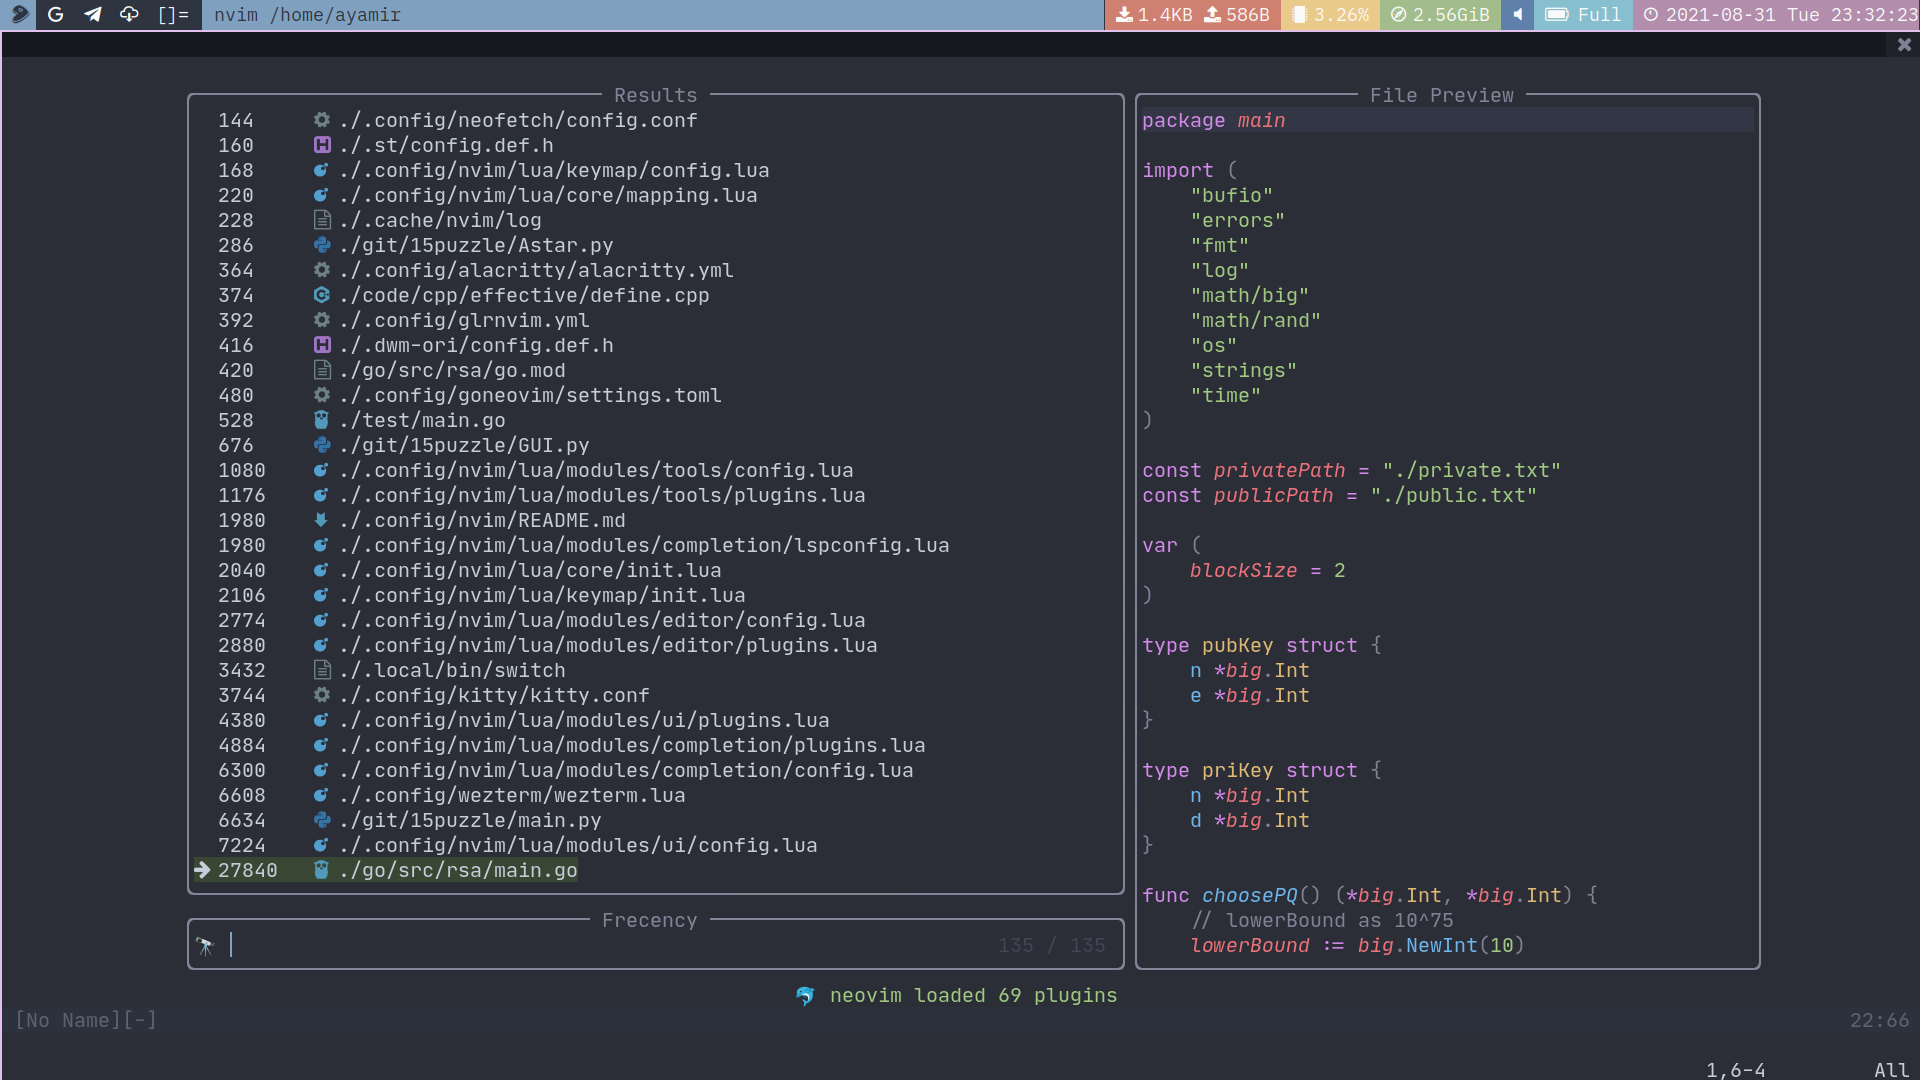 []= nvim /home/ayamir 1.4KB 586B 3.26% 2.56GiB Full 2021-08-31 Tue 23:32:23
Results
144 ./.config/neofetch/config.conf
160 ./.st/config.def.h
168 ./.config/nvim/lua/keymap/config.lua
220 ./.config/nvim/lua/core/mapping.lua
228 ./.cache/nvim/log
286 ./git/15puzzle/Astar.py
364 ./.config/alacritty/alacritty.yml
374 ./code/cpp/effective/define.cpp
392 ./.config/glrnvim.yml
416 ./.dwm-ori/config.def.h
420 ./go/src/rsa/go.mod
480 ./.config/goneovim/settings.toml
528 ./test/main.go
676 ./git/15puzzle/GUI.py
1080 ./.config/nvim/lua/modules/tools/config.lua
1176 ./.config/nvim/lua/modules/tools/plugins.lua
1980 ./.config/nvim/README.md
1980 ./.config/nvim/lua/modules/completion/lspconfig.lua
2040 ./.config/nvim/lua/core/init.lua
2106 ./.config/nvim/lua/keymap/init.lua
2774 ./.config/nvim/lua/modules/editor/config.lua
2880 ./.config/nvim/lua/modules/editor/plugins.lua
3432 ./.local/bin/switch
3744 ./.config/kitty/kitty.conf
4380 ./.config/nvim/lua/modules/ui/plugins.lua
4884 ./.config/nvim/lua/modules/completion/plugins.lua
6300 ./.config/nvim/lua/modules/completion/config.lua
6608 ./.config/wezterm/wezterm.lua
6634 ./git/15puzzle/main.py
7224 ./.config/nvim/lua/modules/ui/config.lua
27840 ./go/src/rsa/main.go
Frecency
135 / 135
File Preview
package main
import (
"bufio"
"errors"
"fmt"
"log"
"math/big"
"math/rand"
"os"
"strings"
"time"
)
const privatePath = "./private.txt"
const publicPath = "./public.txt"
var (
blockSize = 2
)
type pubKey struct {
n *big.Int
e *big.Int
}
type priKey struct {
n *big.Int
d *big.Int
}
func choosePQ() (*big.Int, *big.Int) {
// lowerBound as 10^75
lowerBound := big.NewInt(10)
neovim loaded 69 plugins
[No Name][-] 22:66
1,6-4 All